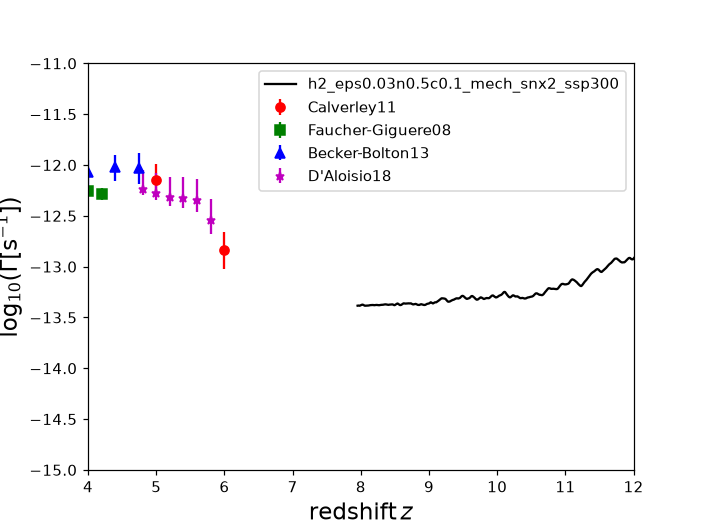 −11.0
−11.5
−12.0
−12.5
−13.0
−13.5
−14.0
−14.5
−15.0
log₁₀(Γ[s⁻¹])
h2_eps0.03n0.5c0.1_mech_snx2_ssp300
Calverley11
Faucher-Giguere08
Becker-Bolton13
D'Aloisio18
4 5 6 7 8 9 10 11 12
redshift z